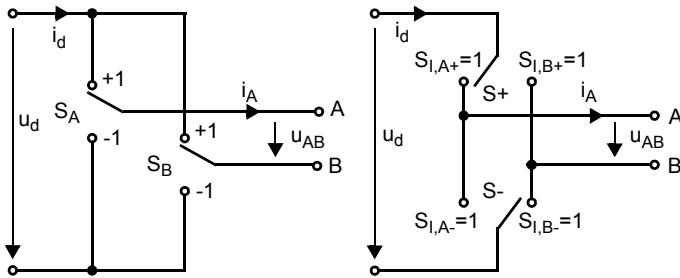 i_d
+1
S_A
-1
u_d
+1
S_B
-1
i_A
A
u_AB
B
i_d
S_I,A+=1
S_I,B+=1
S+
i_A
A
u_d
u_AB
B
S-
S_I,A-=1
S_I,B-=1